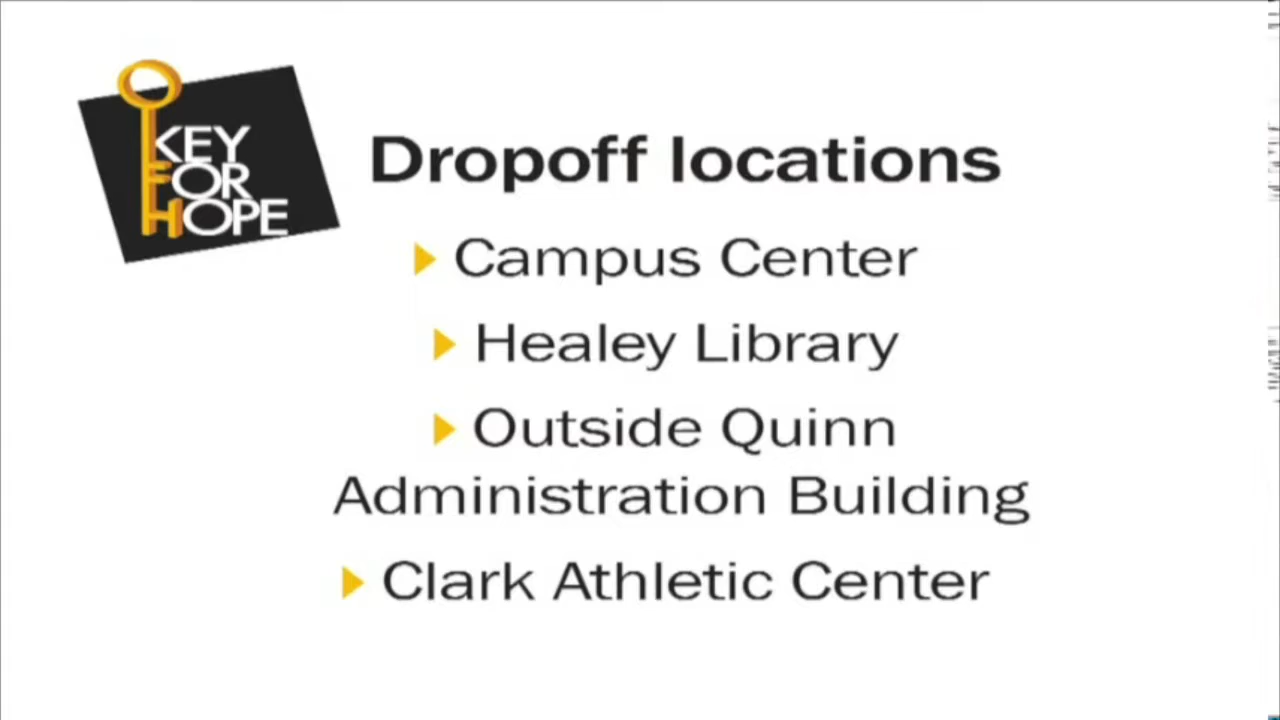 KEY
FOR
HOPE
Dropoff locations
Campus Center
Healey Library
Outside Quinn
Administration Building
Clark Athletic Center